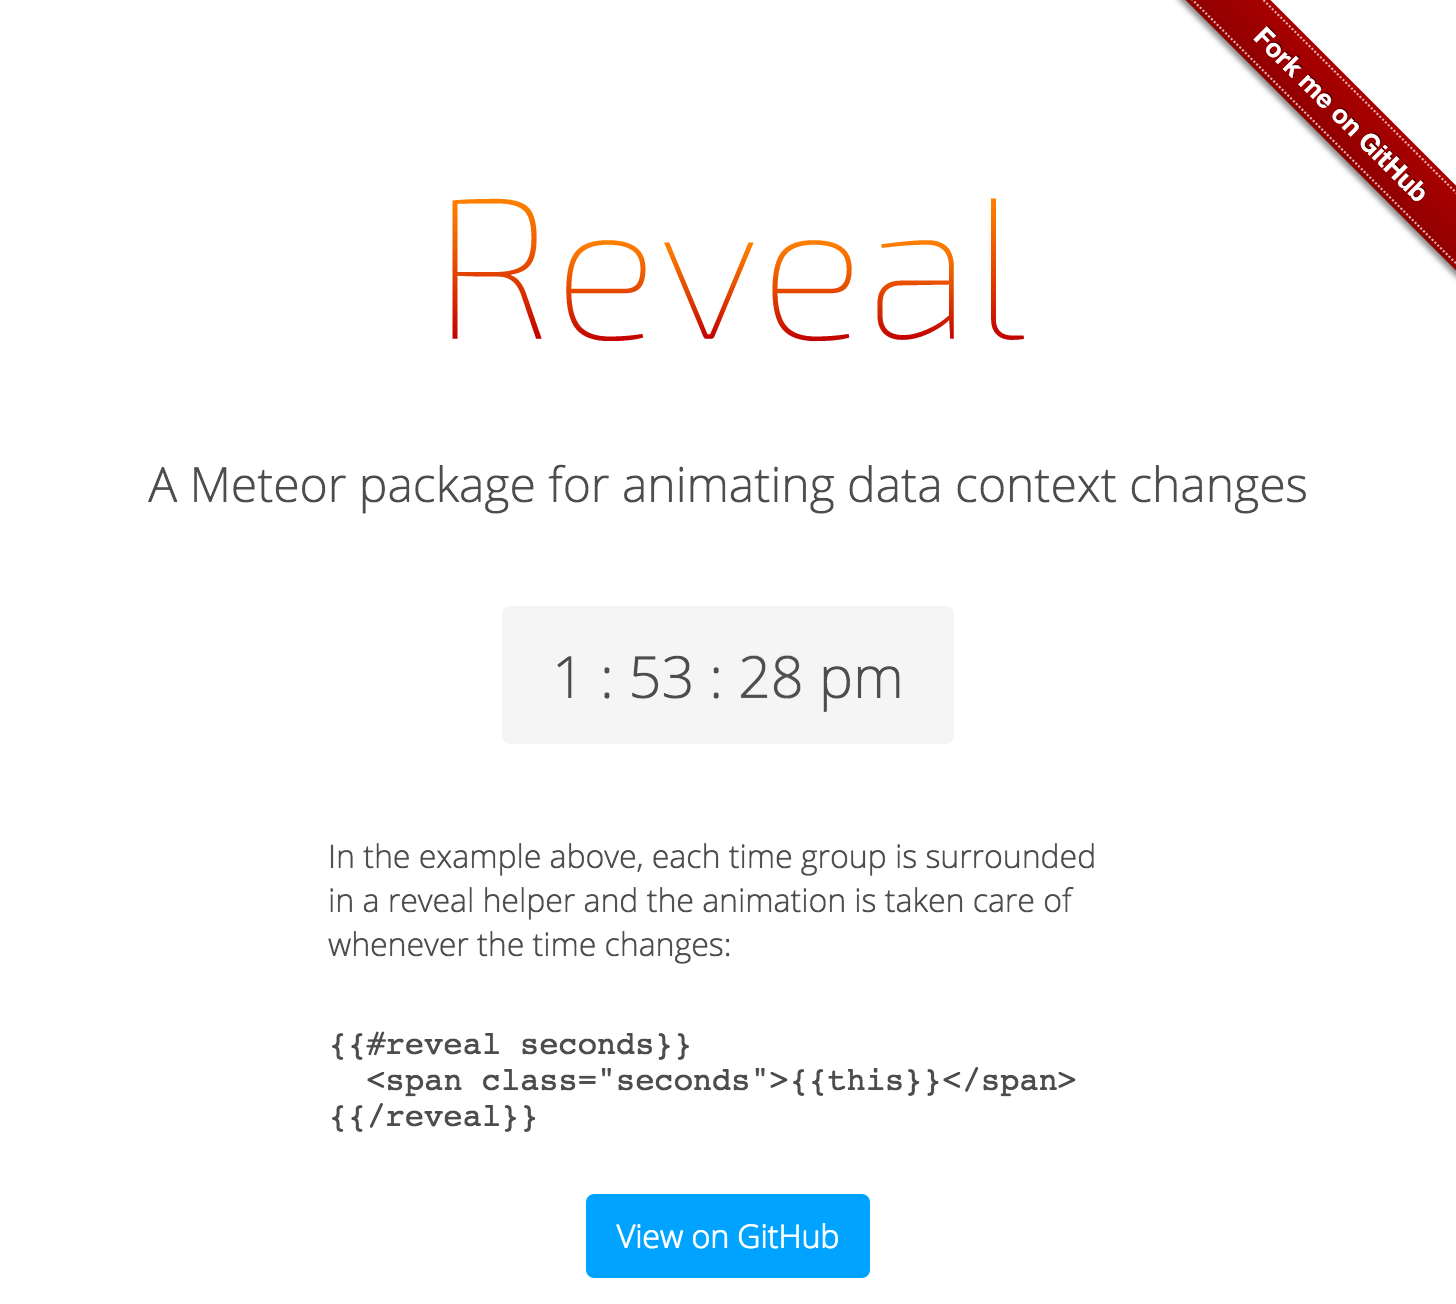 Fork me on GitHub
Reveal
A Meteor package for animating data context changes
1 : 53 : 28 pm
In the example above, each time group is surrounded
in a reveal helper and the animation is taken care of
whenever the time changes:
{{#reveal seconds}}
  <span class="seconds">{{this}}</span>
{{/reveal}}
View on GitHub